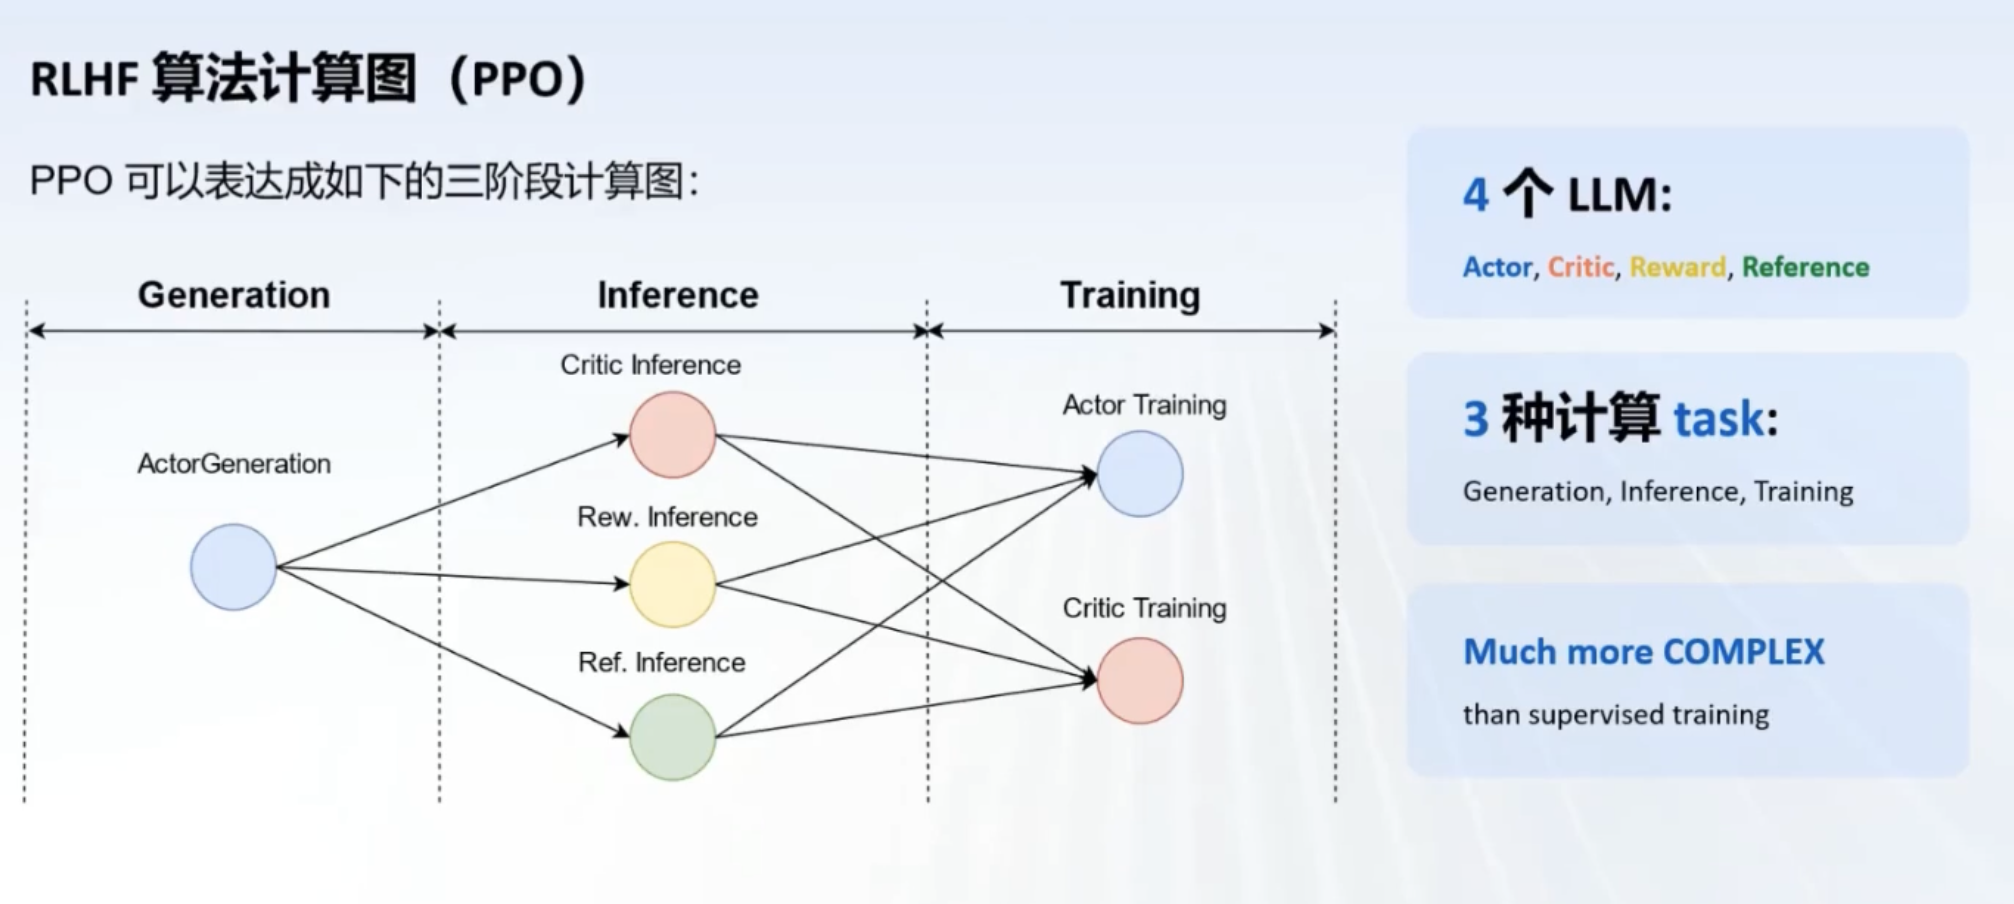 RLHF 算法计算图（PPO）
PPO 可以表达成如下的三阶段计算图：
Generation
Inference
Training
ActorGeneration
Critic Inference
Rew. Inference
Ref. Inference
Actor Training
Critic Training
4 个 LLM:
Actor, Critic, Reward, Reference
3 种计算 task:
Generation, Inference, Training
Much more COMPLEX
than supervised training